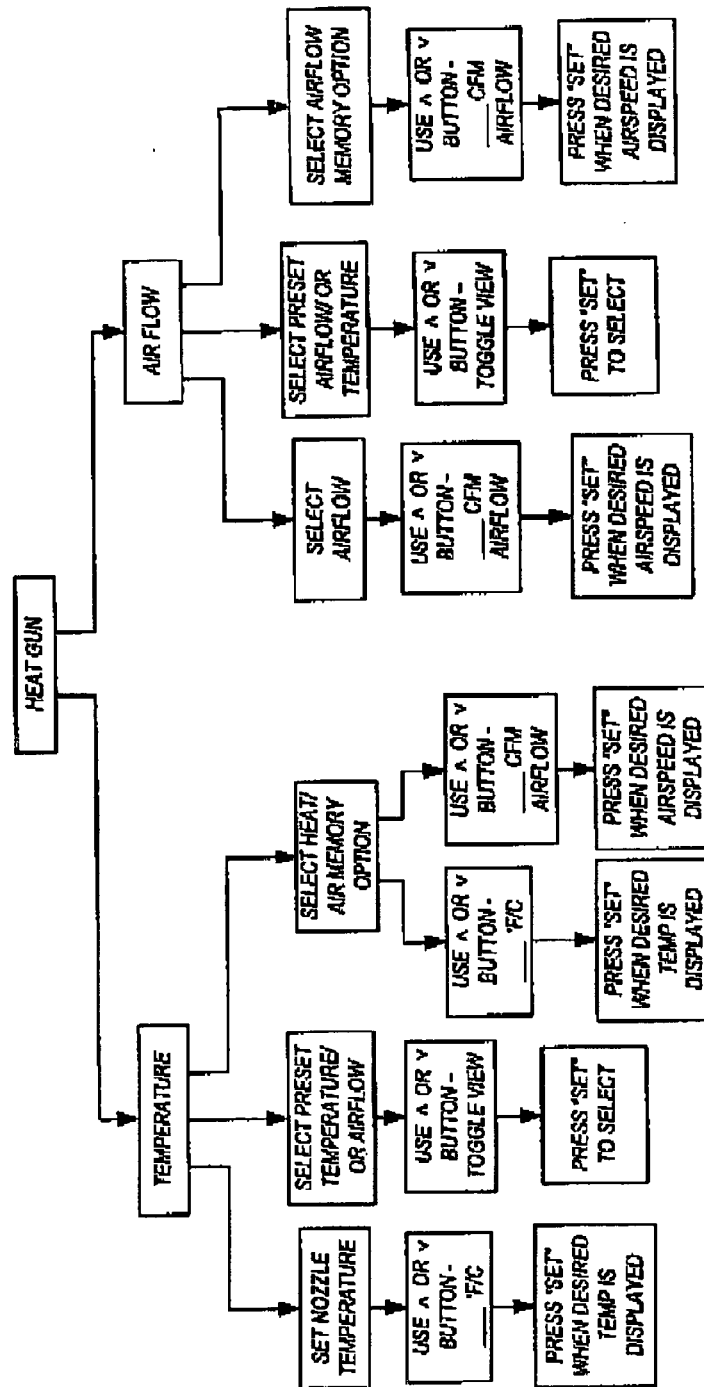 HEAT GUN
TEMPERATURE
AIR FLOW
SET NOZZLE
TEMPERATURE
SELECT PRESET
TEMPERATURE/
OR AIRFLOW
SELECT HEAT/
AIR MEMORY
OPTION
SELECT
AIRFLOW
SELECT PRESET
AIRFLOW/ OR
TEMPERATURE
SELECT AIRFLOW
MEMORY OPTION
USE ∧ OR ∨
BUTTON -
___ °F/C
USE ∧ OR ∨
BUTTON -
TOGGLE VIEW
USE ∧ OR ∨
BUTTON -
___ °F/C
USE ∧ OR ∨
BUTTON -
___ CFM
AIRFLOW
USE ∧ OR ∨
BUTTON -
___ CFM
AIRFLOW
USE ∧ OR ∨
BUTTON -
TOGGLE VIEW
USE ∧ OR ∨
BUTTON -
___ CFM
AIRFLOW
PRESS "SET"
WHEN DESIRED
TEMP IS
DISPLAYED
PRESS "SET"
TO SELECT
PRESS "SET"
WHEN DESIRED
TEMP IS
DISPLAYED
PRESS "SET"
WHEN DESIRED
AIRSPEED IS
DISPLAYED
PRESS "SET"
WHEN DESIRED
AIRSPEED IS
DISPLAYED
PRESS "SET"
TO SELECT
PRESS "SET"
WHEN DESIRED
AIRSPEED IS
DISPLAYED